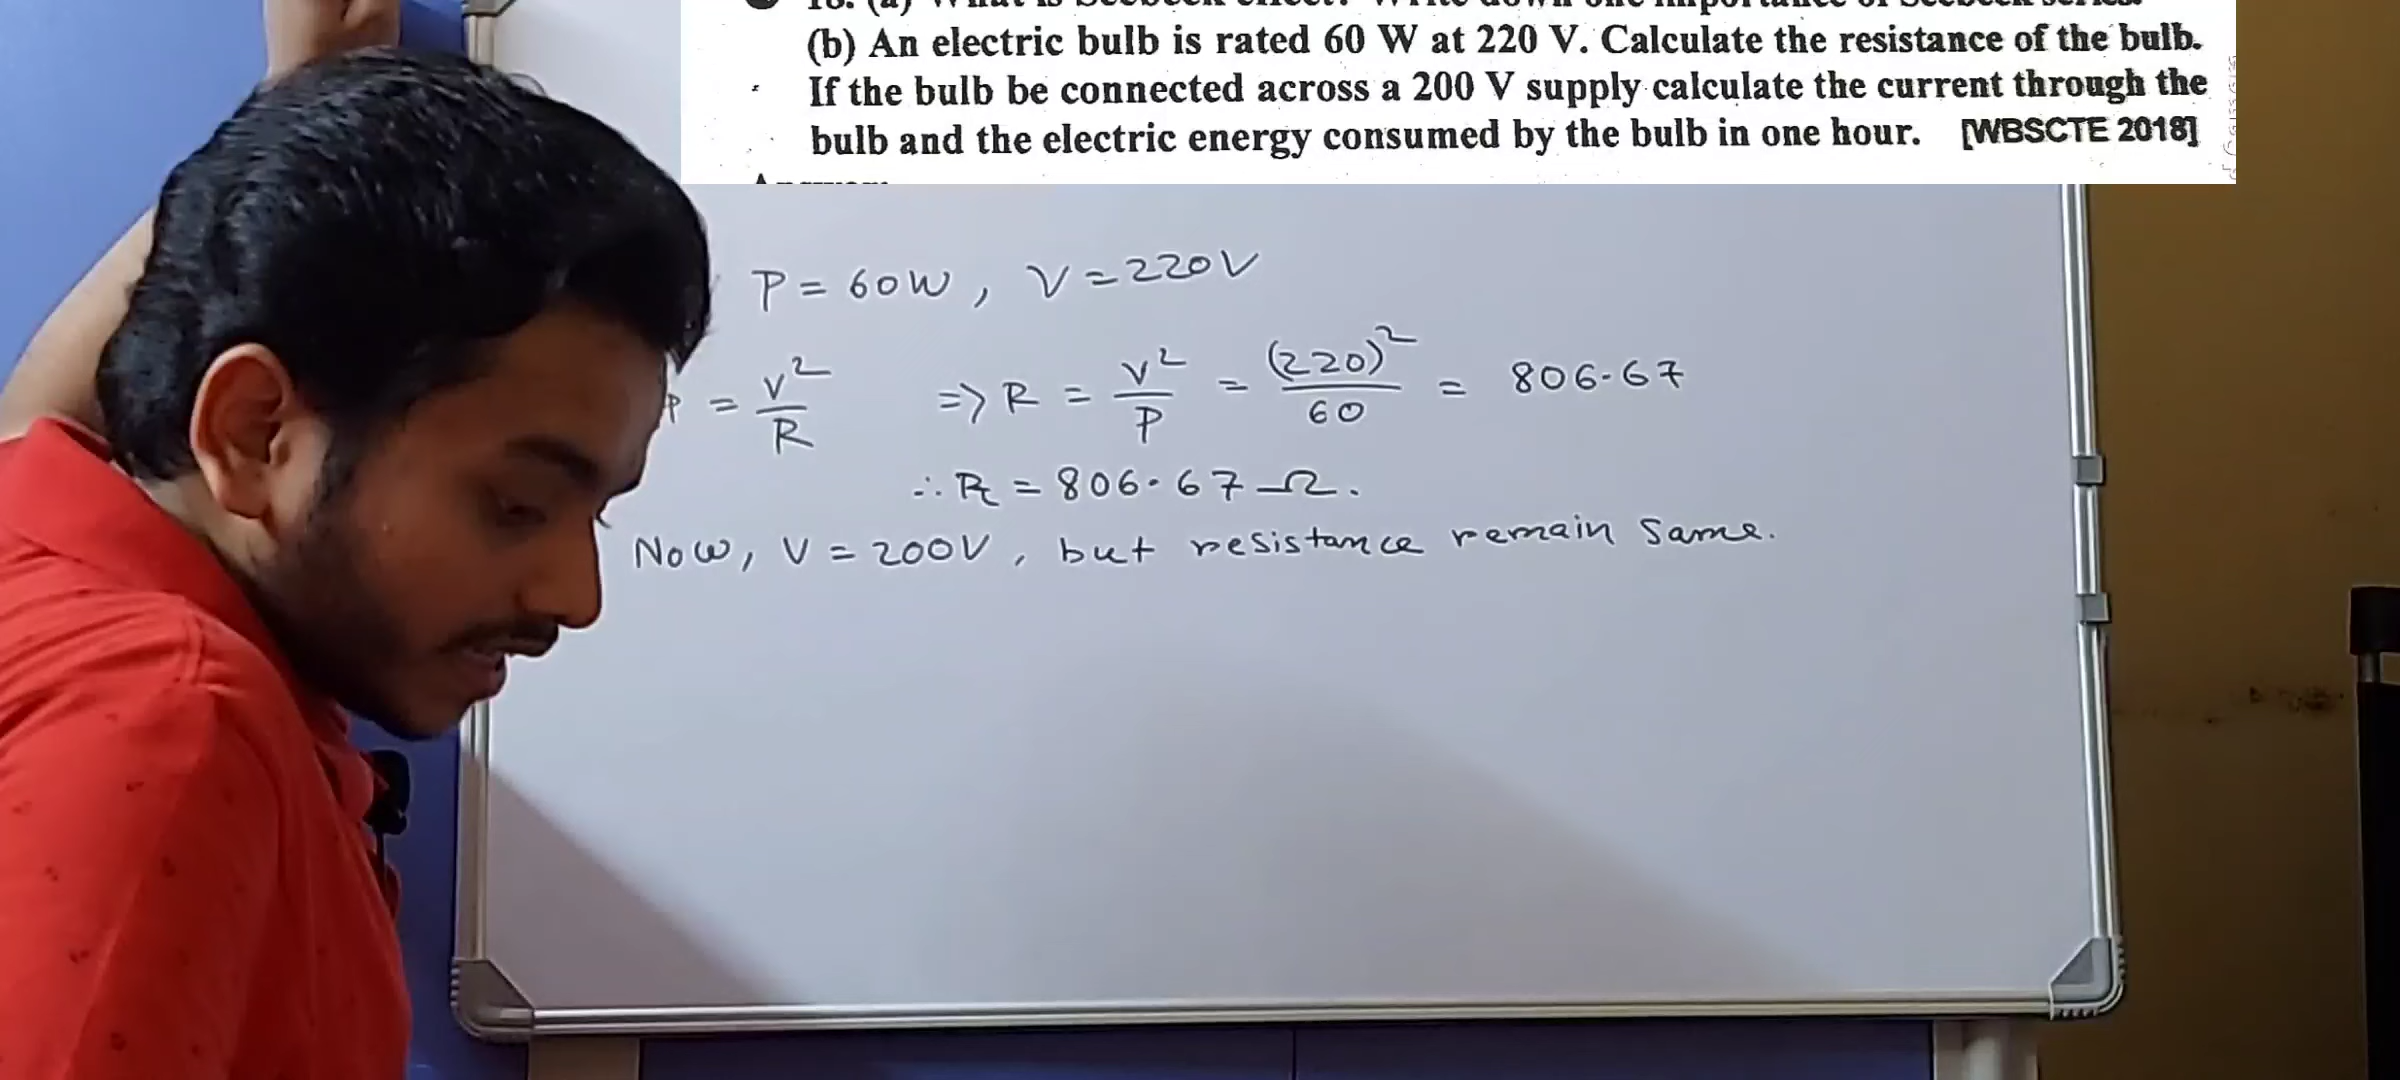 (b) An electric bulb is rated 60 W at 220 V. Calculate the resistance of the bulb.
If the bulb be connected across a 200 V supply calculate the current through the
bulb and the electric energy consumed by the bulb in one hour. [WBSCTE 2018]
P = 60W, V = 220V
P = V²/R => R = V²/P = (220)²/60 = 806.67
∴ R = 806.67 Ω.
Now, V = 200V, but resistance remain same.